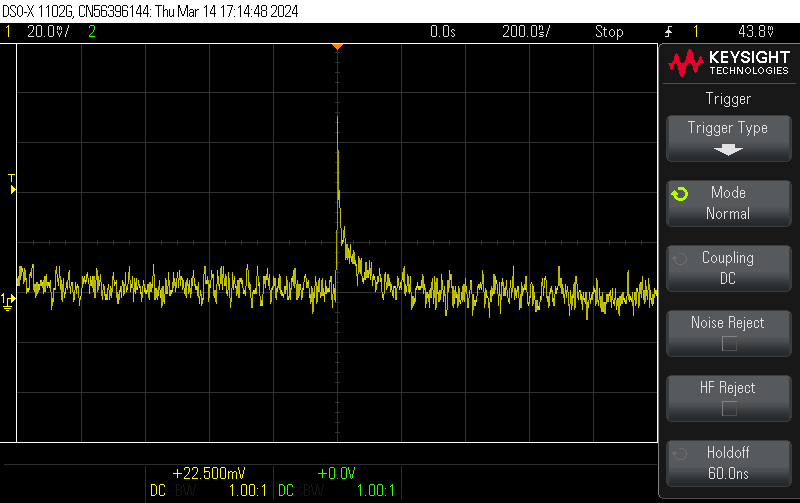 DSO-X 1102G, CN56396144: Thu Mar 14 17:14:48 2024
1 20.0V/ 2 0.0s 200.0s/ Stop 1 43.8V
KEYSIGHT
TECHNOLOGIES
Trigger
Trigger Type
T
Mode
Normal
Coupling
DC
1
Noise Reject
HF Reject
Holdoff
60.0ns
+22.500mV +0.0V
DC BW 1.00:1 DC BW 1.00:1